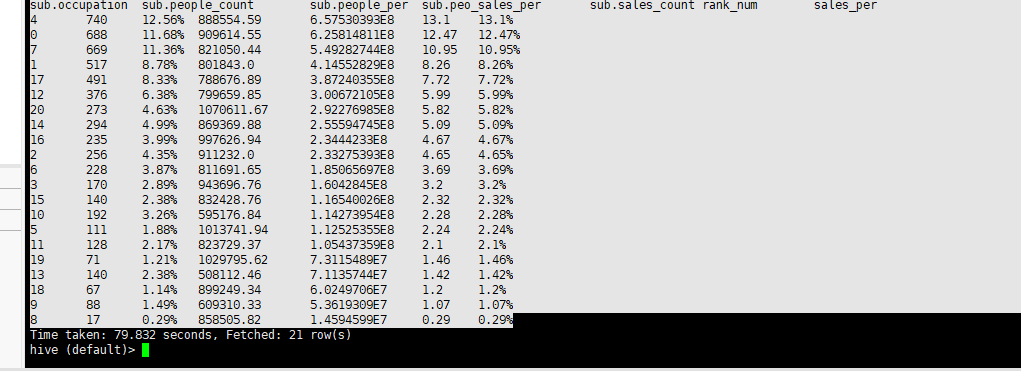 sub.occupation sub.people_count sub.people_per sub.peo_sales_per sub.sales_count rank_num sales_per
4 740 12.56% 888554.59 6.57530393E8 13.1 13.1%
0 688 11.68% 909614.55 6.25814811E8 12.47 12.47%
7 669 11.36% 821050.44 5.49282744E8 10.95 10.95%
1 517 8.78% 801843.0 4.14552829E8 8.26 8.26%
17 491 8.33% 788676.89 3.87240355E8 7.72 7.72%
12 376 6.38% 799659.85 3.00672105E8 5.99 5.99%
20 273 4.63% 1070611.67 2.92276985E8 5.82 5.82%
14 294 4.99% 869369.88 2.55594745E8 5.09 5.09%
16 235 3.99% 997626.94 2.3444233E8 4.67 4.67%
2 256 4.35% 911232.0 2.33275393E8 4.65 4.65%
6 228 3.87% 811691.65 1.85065697E8 3.69 3.69%
3 170 2.89% 943696.76 1.6042845E8 3.2 3.2%
15 140 2.38% 832428.76 1.16540026E8 2.32 2.32%
10 192 3.26% 595176.84 1.14273954E8 2.28 2.28%
5 111 1.88% 1013741.94 1.12525355E8 2.24 2.24%
11 128 2.17% 823729.37 1.05437359E8 2.1 2.1%
19 71 1.21% 1029795.62 7.3115489E7 1.46 1.46%
13 140 2.38% 508112.46 7.1135744E7 1.42 1.42%
18 67 1.14% 899249.34 6.0249706E7 1.2 1.2%
9 88 1.49% 609310.33 5.3619309E7 1.07 1.07%
8 17 0.29% 858505.82 1.4594599E7 0.29 0.29%
Time taken: 79.832 seconds, Fetched: 21 row(s)
hive (default)>